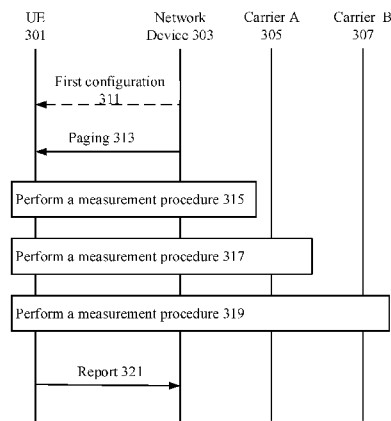 UE
301
Network
Device 303
Carrier A
305
Carrier B
307
First configuration
311
Paging 313
Perform a measurement procedure 315
Perform a measurement procedure 317
Perform a measurement procedure 319
Report 321